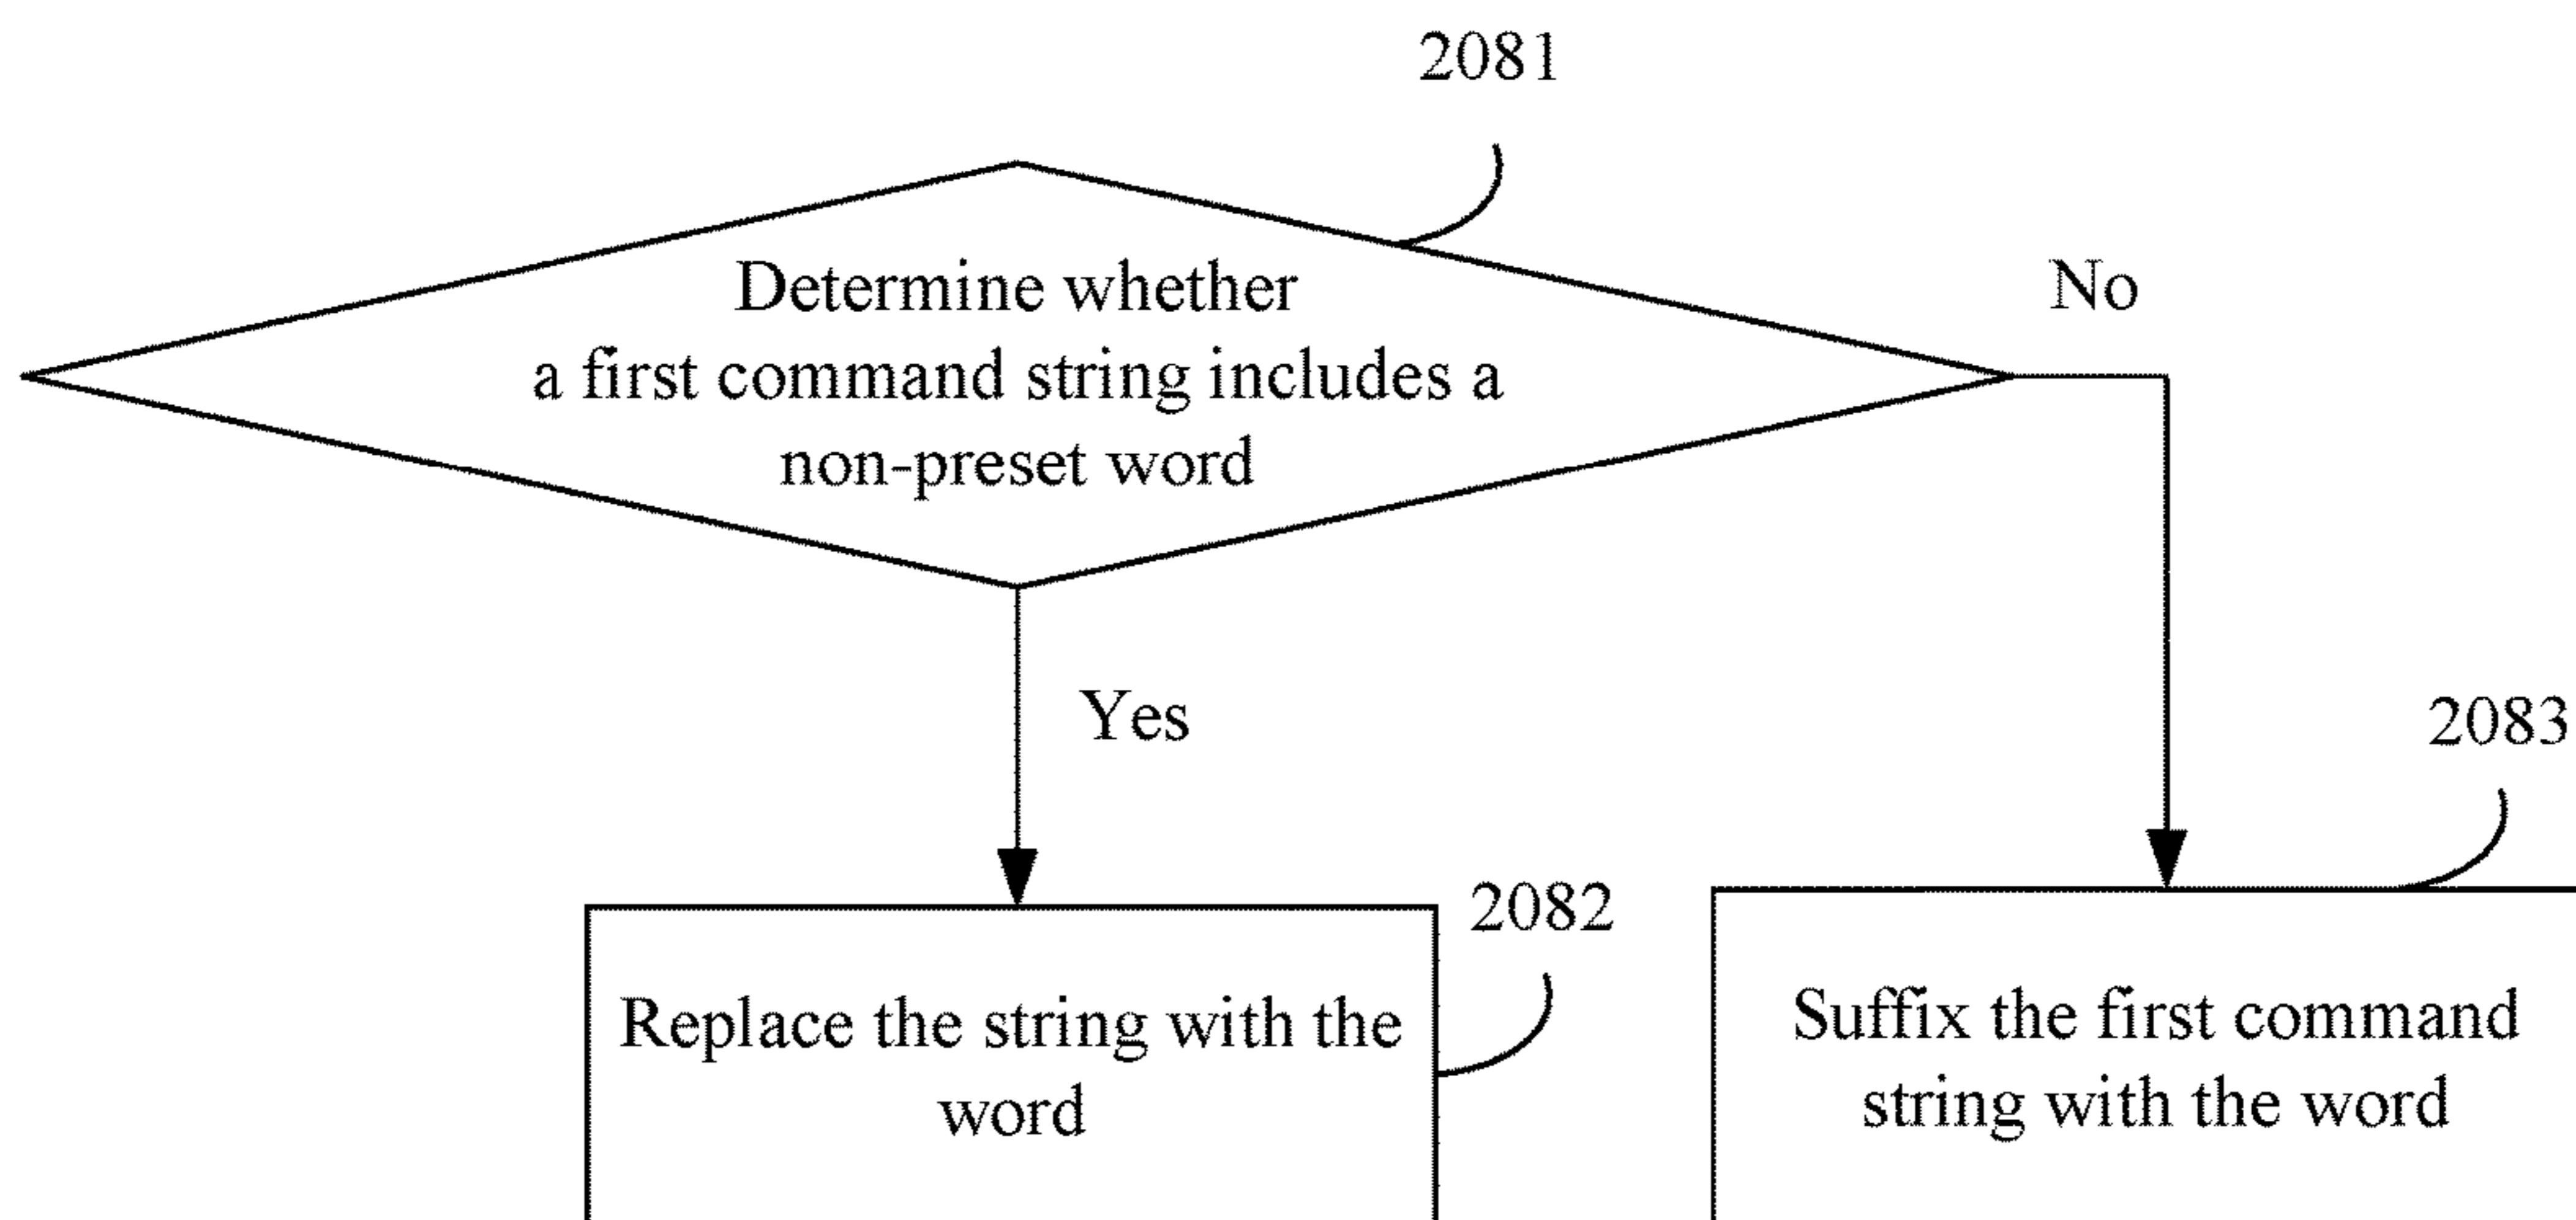 2081
Determine whether
a first command string includes a
non-preset word
No
Yes
2083
2082
Replace the string with the
word
Suffix the first command
string with the word